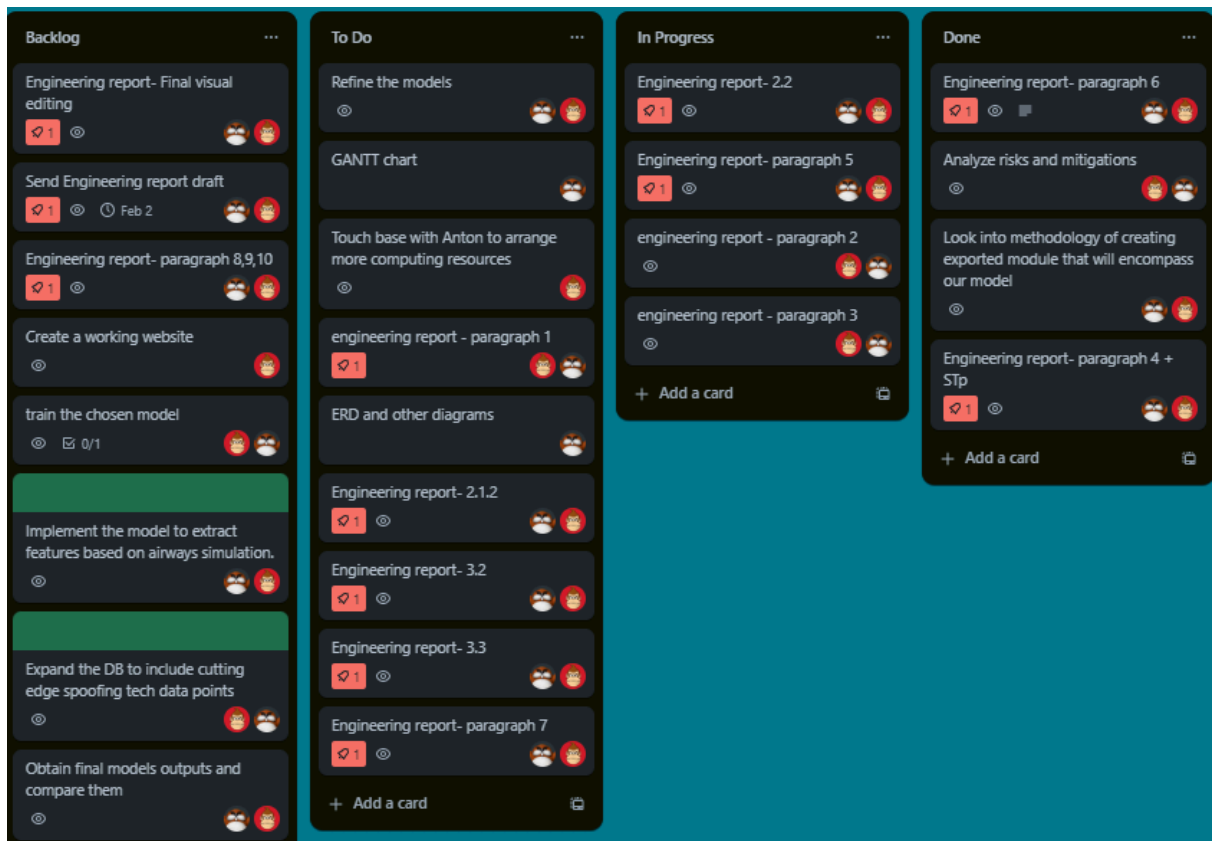 Backlog
Engineering report- Final visual
editing
1
Send Engineering report draft
1 Feb 2
Engineering report- paragraph 8,9,10
1
Create a working website
train the chosen model
0/1
Implement the model to extract
features based on airways simulation.
Expand the DB to include cutting
edge spoofing tech data points
Obtain final models outputs and
compare them
To Do
Refine the models
GANTT chart
Touch base with Anton to arrange
more computing resources
engineering report - paragraph 1
1
ERD and other diagrams
Engineering report- 2.1.2
1
Engineering report- 3.2
1
Engineering report- 3.3
1
Engineering report- paragraph 7
1
+ Add a card
In Progress
Engineering report- 2.2
1
Engineering report- paragraph 5
1
engineering report - paragraph 2
engineering report - paragraph 3
+ Add a card
Done
Engineering report- paragraph 6
1
Analyze risks and mitigations
Look into methodology of creating
exported module that will encompass
our model
Engineering report- paragraph 4 +
STp
1
+ Add a card